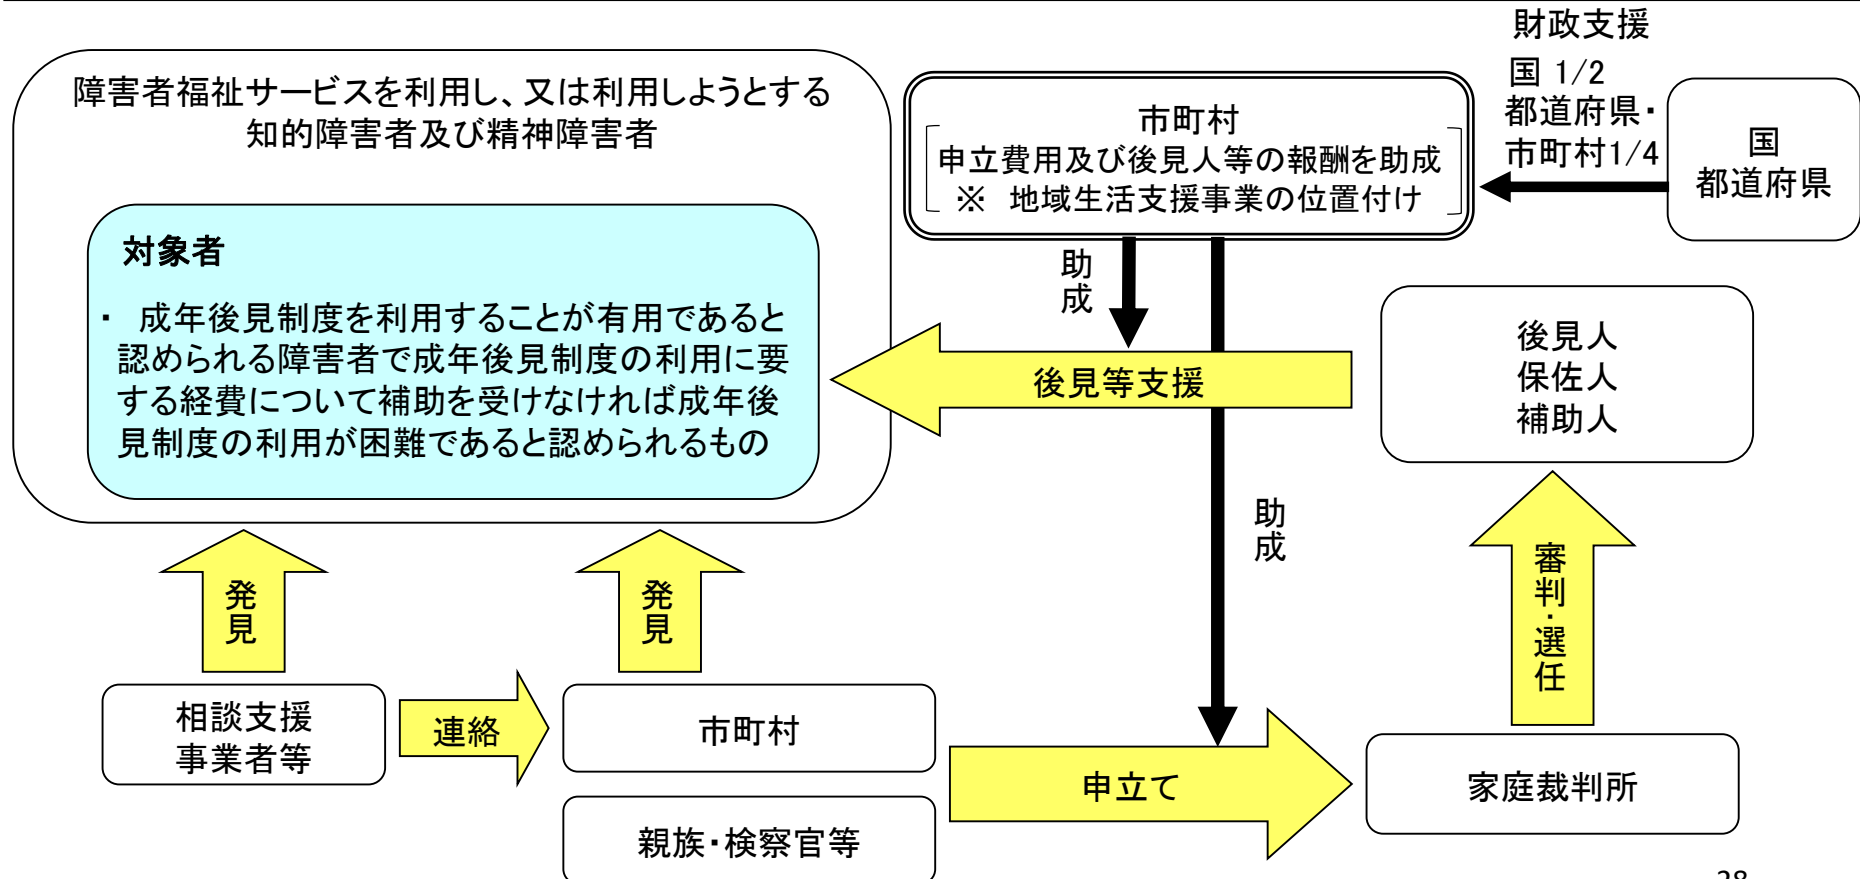 障害者福祉サービスを利用し、又は利用しようとする
知的障害者及び精神障害者
対象者
・ 成年後見制度を利用することが有用であると
認められる障害者で成年後見制度の利用に要
する経費について補助を受けなければ成年後
見制度の利用が困難であると認められるもの
市町村
申立費用及び後見人等の報酬を助成
※ 地域生活支援事業の位置付け
財政支援
国 1/2
都道府県・
市町村1/4
国
都道府県
助成
後見等支援
後見人
保佐人
補助人
助成
発見
発見
審判・選任
相談支援
事業者等
連絡
市町村
親族・検察官等
申立て
家庭裁判所